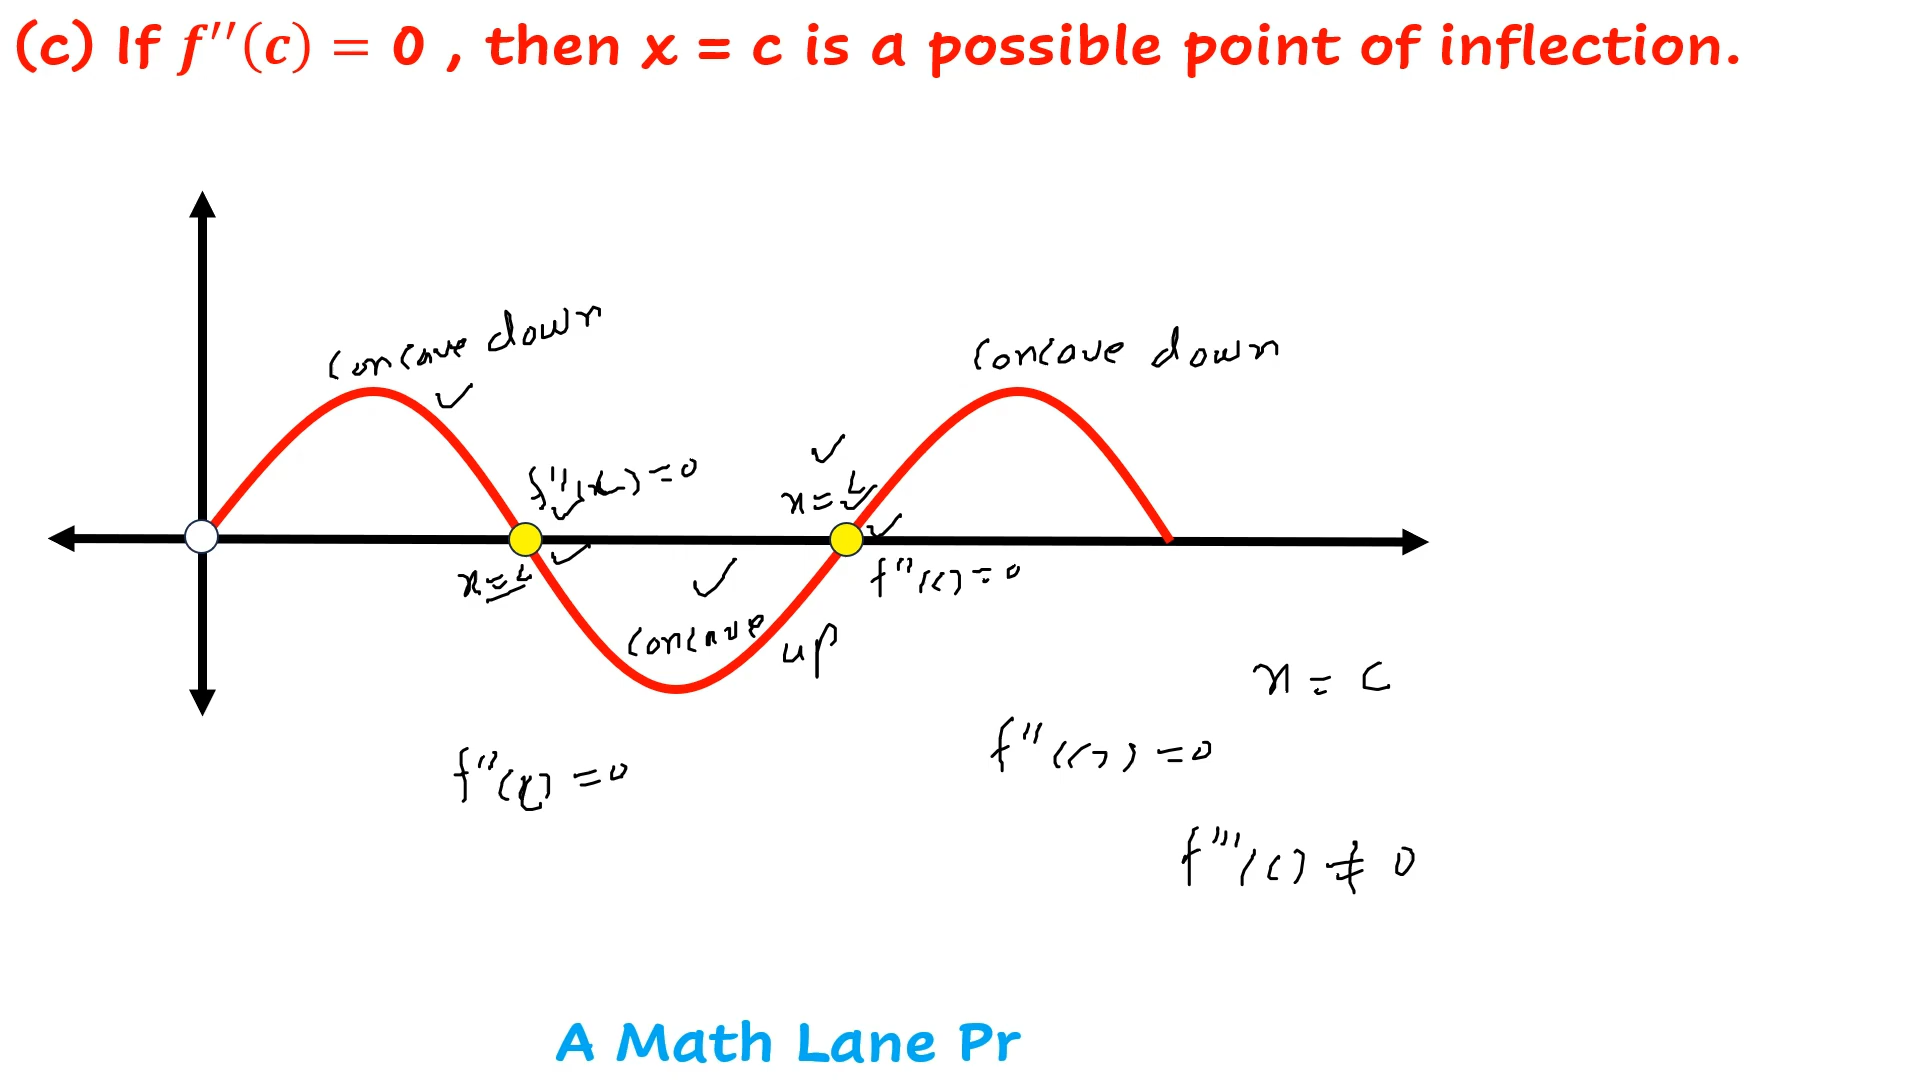 (c) If f''(c) = 0 , then x = c is a possible point of inflection.
concave down
concave down
f''(c) = 0
x = c
x = c
f''(c) = 0
concave up
x = c
f''(c) = 0
f''(c) = 0
f'''(c) ≠ 0
A Math Lane Pr